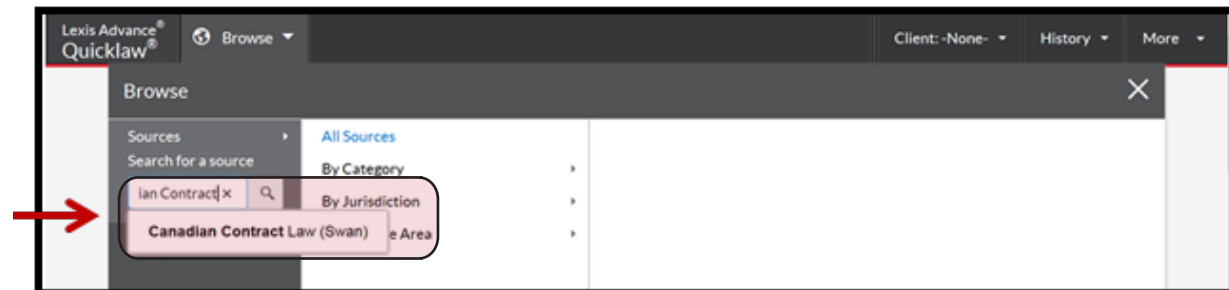 Lexis Advance® Browse Client: -None- History More
Quicklaw®
Browse
Sources
Search for a source
ian Contract
Canadian Contract Law (Swan)
All Sources
By Category
By Jurisdiction
e Area